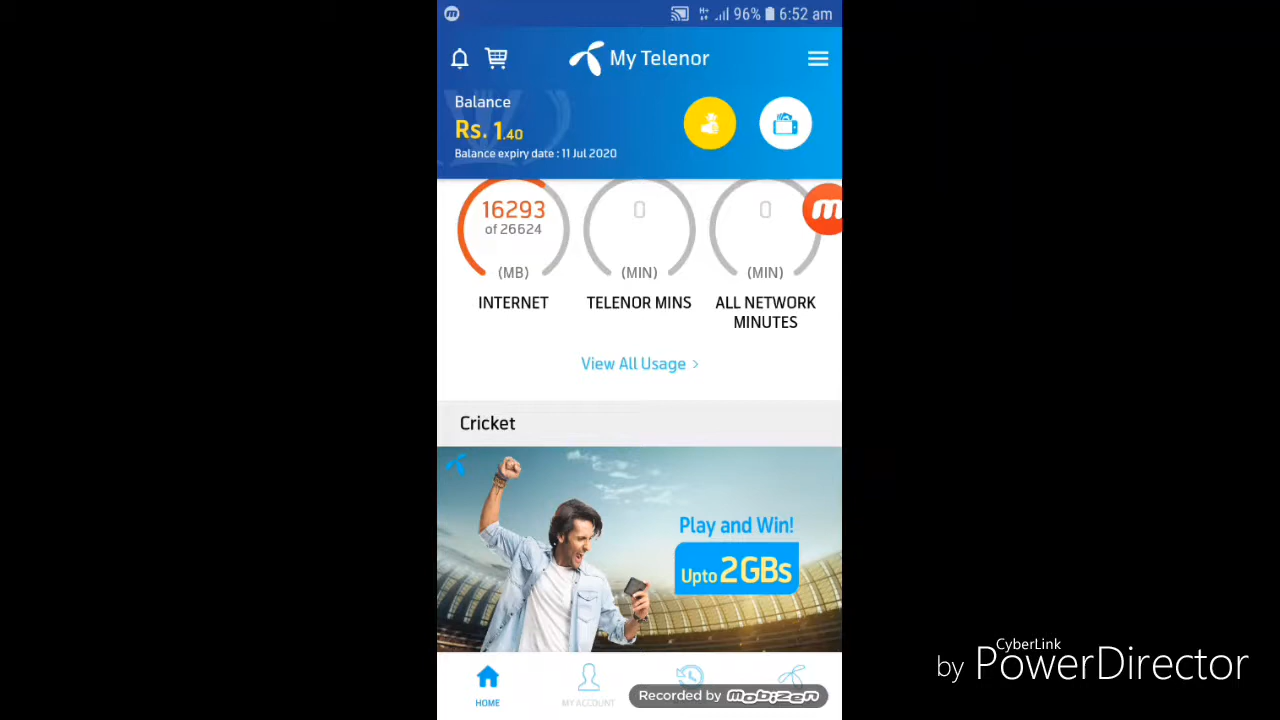 96% 6:52 am
My Telenor
Balance
Rs. 1.40
Balance expiry date : 11 Jul 2020
16293
of 26624
(MB)
INTERNET
0
(MIN)
TELENOR MINS
0
(MIN)
ALL NETWORK
MINUTES
m
View All Usage >
Cricket
Play and Win!
Upto 2GBs
HOME
MY ACCOUNT
Recorded by mobizen
CyberLink
by PowerDirector